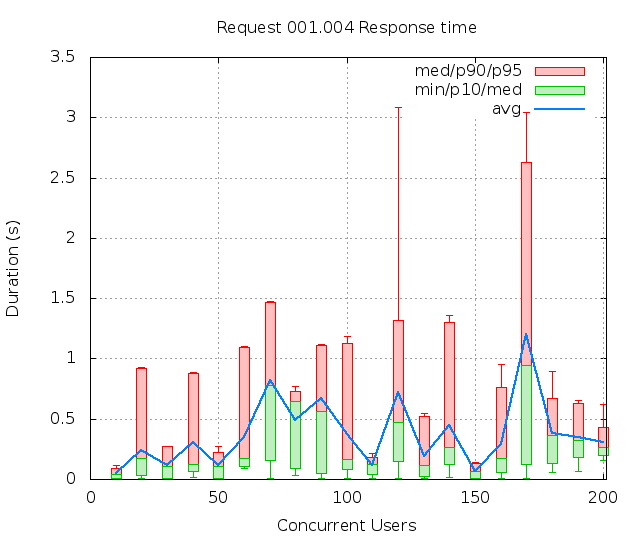 Request 001.004 Response time
3.5
3
2.5
2
1.5
1
0.5
0
Duration (s)
med/p90/p95
min/p10/med
avg
0 50 100 150 200
Concurrent Users